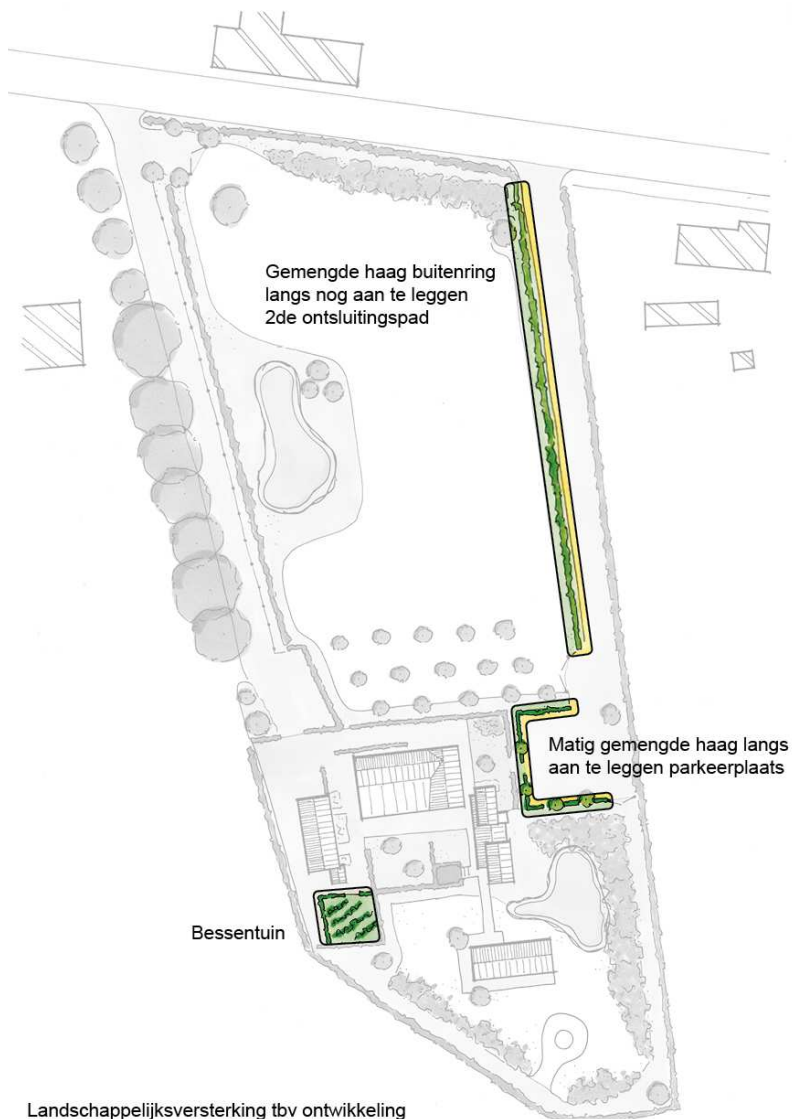 Gemengde haag buitenring
langs nog aan te leggen
2de ontsluitingspad
Matig gemengde haag langs
aan te leggen parkeerplaats
Bessentuin
Landschappelijksversterking tbv ontwikkeling